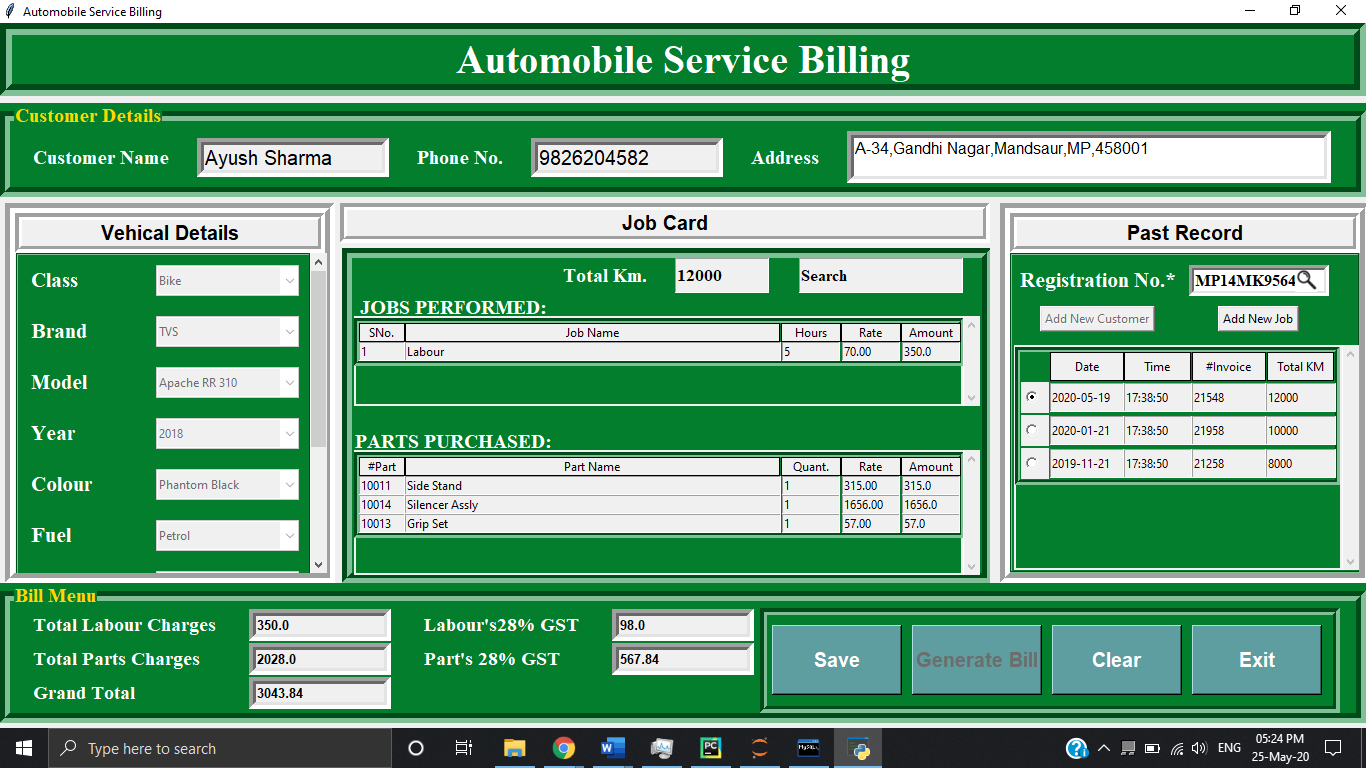 Automobile Service Billing
Automobile Service Billing
Customer Details
Customer Name Ayush Sharma Phone No. 9826204582 Address A-34,Gandhi Nagar,Mandsaur,MP,458001
Vehical Details
Class Bike
Brand TVS
Model Apache RR 310
Year 2018
Colour Phantom Black
Fuel Petrol
Job Card
Total Km. 12000 Search
JOBS PERFORMED:
SNo. Job Name Hours Rate Amount
1 Labour 5 70.00 350.0
PARTS PURCHASED:
#Part Part Name Quant. Rate Amount
10011 Side Stand 1 315.00 315.0
10014 Silencer Assly 1 1656.00 1656.0
10013 Grip Set 1 57.00 57.0
Past Record
Registration No.* MP14MK9564
Add New Customer Add New Job
Date Time #Invoice Total KM
2020-05-19 17:38:50 21548 12000
2020-01-21 17:38:50 21958 10000
2019-11-21 17:38:50 21258 8000
Bill Menu
Total Labour Charges 350.0 Labour's28% GST 98.0
Total Parts Charges 2028.0 Part's 28% GST 567.84
Grand Total 3043.84
Save Generate Bill Clear Exit
Type here to search
W
PC
MySQL
ENG
05:24 PM
25-May-20